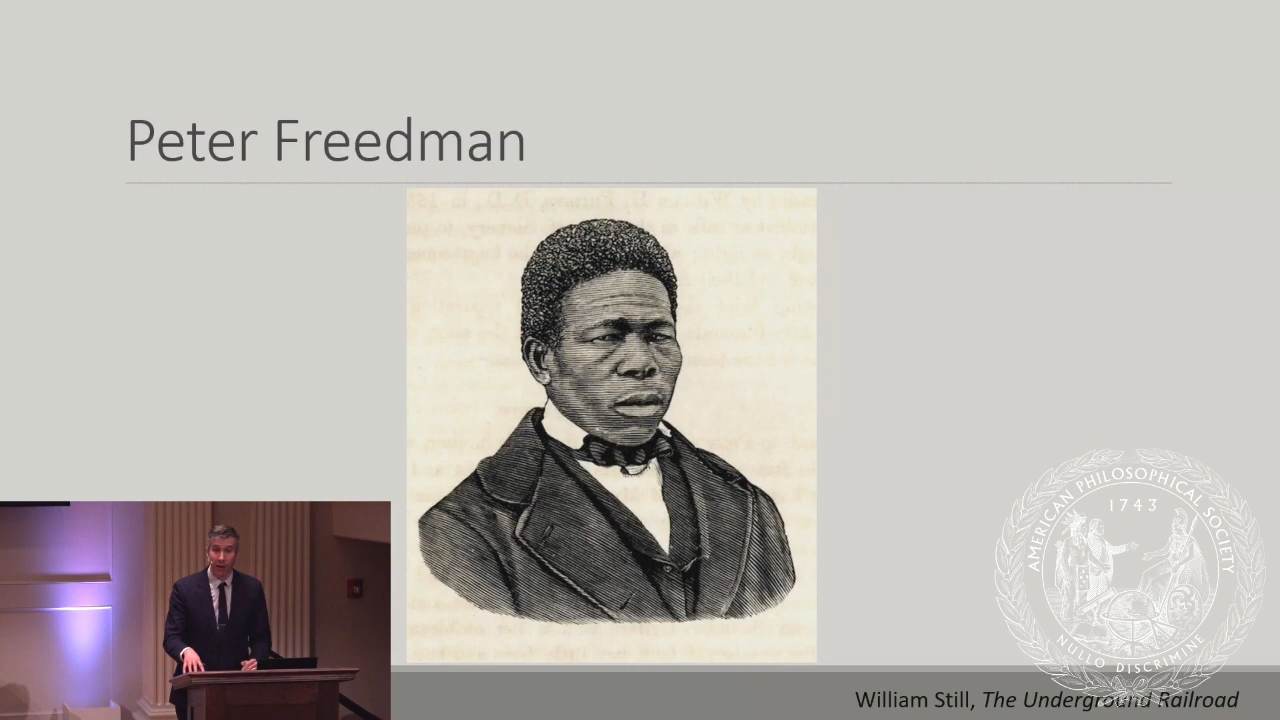 Peter Freedman
AMERICAN PHILOSOPHICAL SOCIETY
1743
NULLO DISCRIMINE
William Still, The Underground Railroad